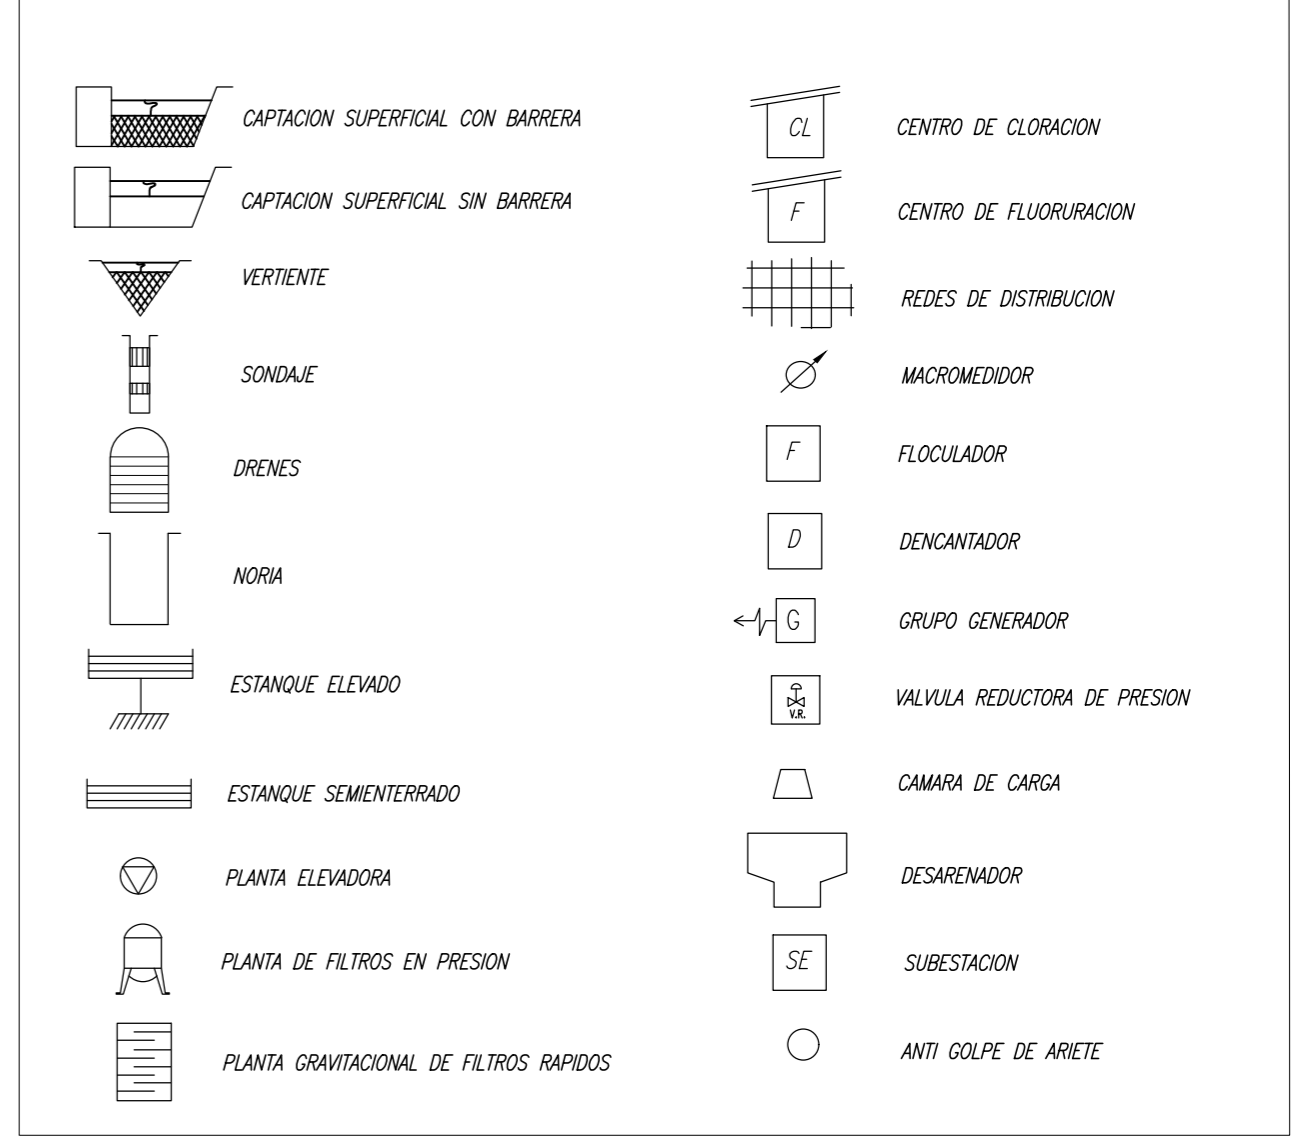 CAPTACION SUPERFICIAL CON BARRERA
CAPTACION SUPERFICIAL SIN BARRERA
VERTIENTE
SONDAJE
DRENES
NORIA
ESTANQUE ELEVADO
ESTANQUE SEMIENTERRADO
PLANTA ELEVADORA
PLANTA DE FILTROS EN PRESION
PLANTA GRAVITACIONAL DE FILTROS RAPIDOS
CL CENTRO DE CLORACION
F CENTRO DE FLUORURACION
REDES DE DISTRIBUCION
MACROMEDIDOR
F FLOCULADOR
D DENCANTADOR
G GRUPO GENERADOR
V.R. VALVULA REDUCTORA DE PRESION
CAMARA DE CARGA
DESARENADOR
SE SUBESTACION
ANTI GOLPE DE ARIETE